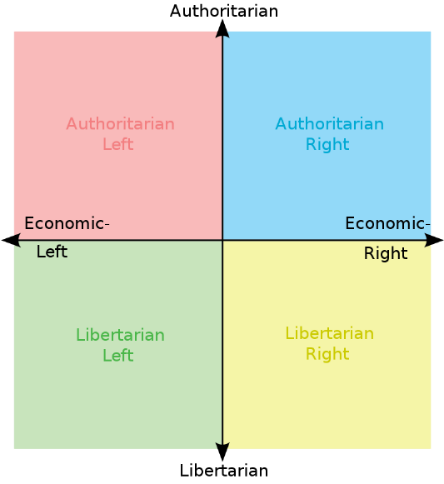 Authoritarian
Authoritarian
Left
Authoritarian
Right
Economic-
Left
Economic-
Right
Libertarian
Left
Libertarian
Right
Libertarian